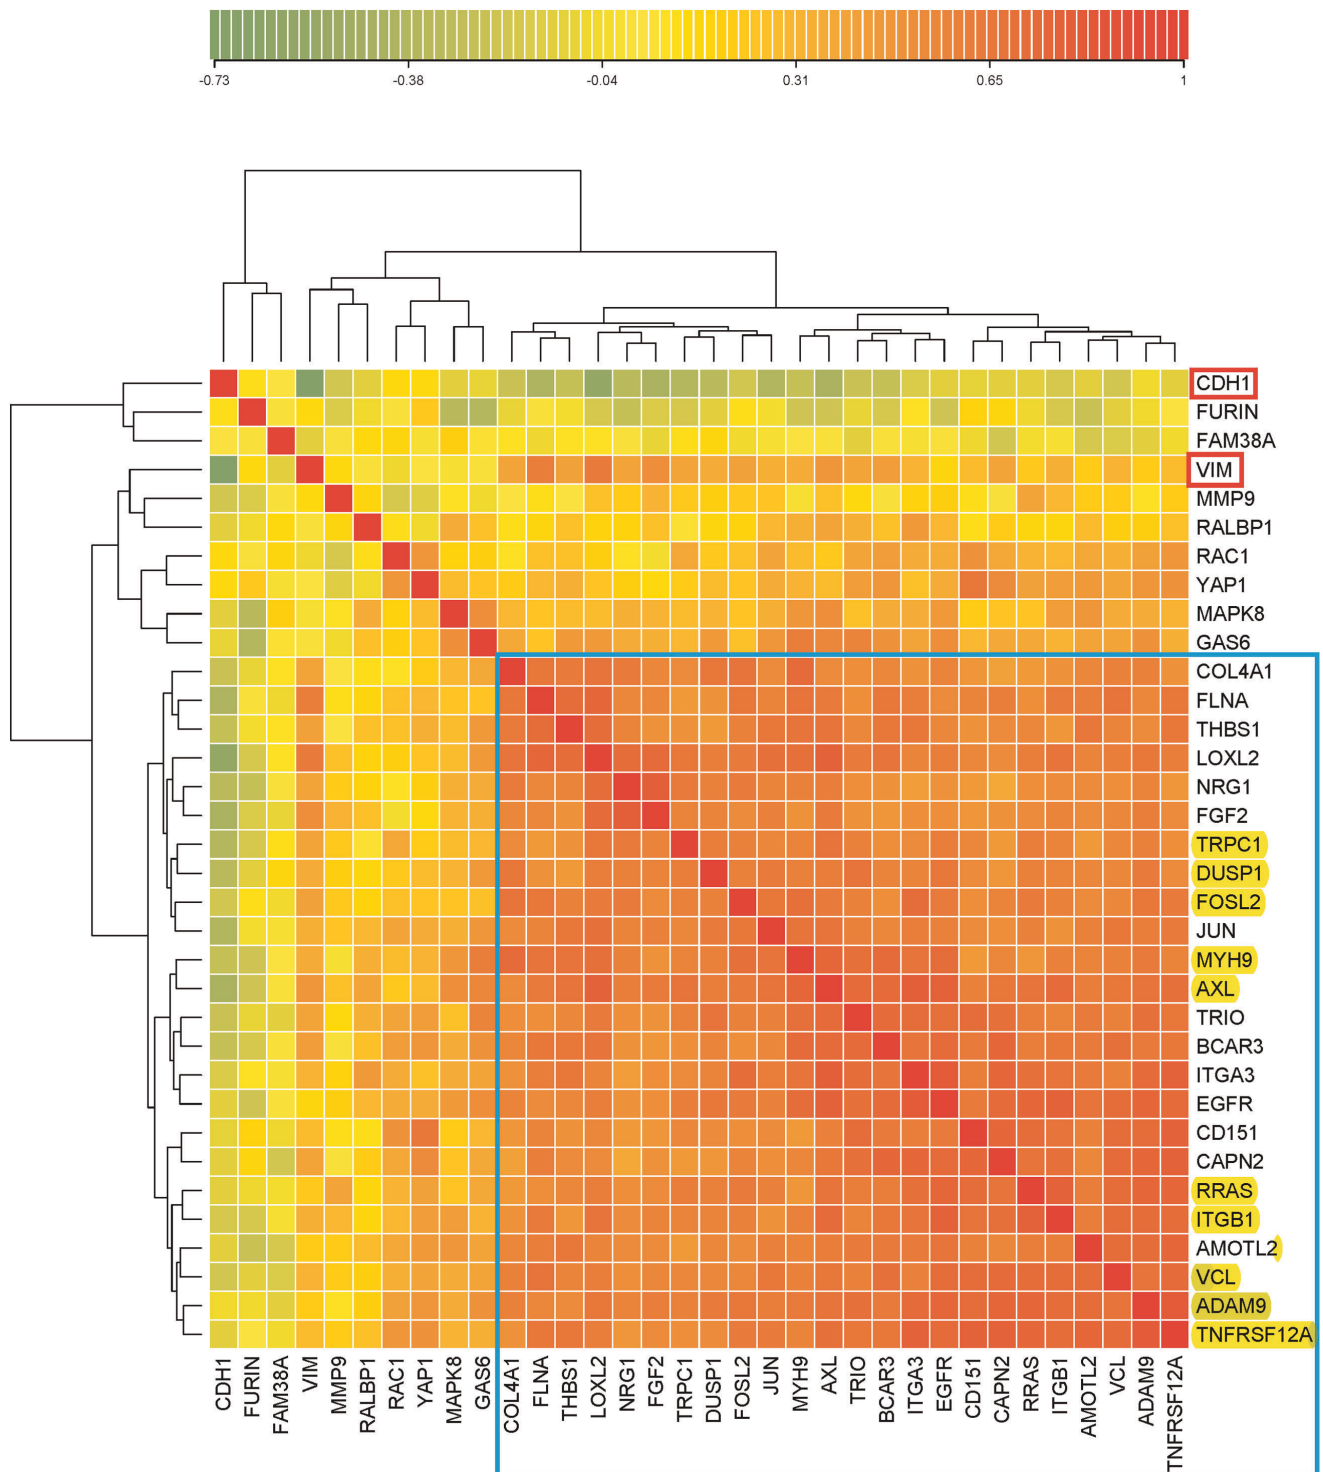 -0.73 -0.38 -0.04 0.31 0.65 1
CDH1
FURIN
FAM38A
VIM
MMP9
RALBP1
RAC1
YAP1
MAPK8
GAS6
COL4A1
FLNA
THBS1
LOXL2
NRG1
FGF2
TRPC1
DUSP1
FOSL2
JUN
MYH9
AXL
TRIO
BCAR3
ITGA3
EGFR
CD151
CAPN2
RRAS
ITGB1
AMOTL2
VCL
ADAM9
TNFRSF12A
CDH1
FURIN
FAM38A
VIM
MMP9
RALBP1
RAC1
YAP1
MAPK8
GAS6
COL4A1
FLNA
THBS1
LOXL2
NRG1
FGF2
TRPC1
DUSP1
FOSL2
JUN
MYH9
AXL
TRIO
BCAR3
ITGA3
EGFR
CD151
CAPN2
RRAS
ITGB1
AMOTL2
VCL
ADAM9
TNFRSF12A